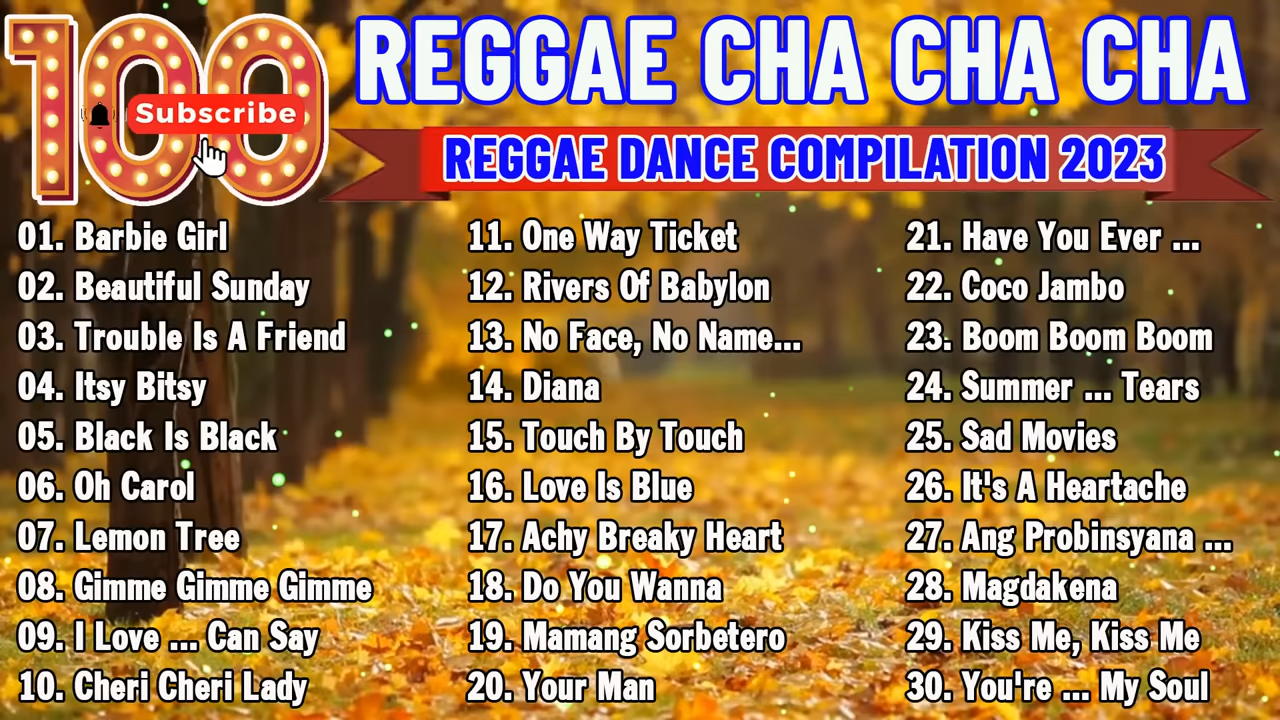 100
Subscribe
REGGAE CHA CHA CHA
REGGAE DANCE COMPILATION 2023
01. Barbie Girl
02. Beautiful Sunday
03. Trouble Is A Friend
04. Itsy Bitsy
05. Black Is Black
06. Oh Carol
07. Lemon Tree
08. Gimme Gimme Gimme
09. I Love ... Can Say
10. Cheri Cheri Lady
11. One Way Ticket
12. Rivers Of Babylon
13. No Face, No Name...
14. Diana
15. Touch By Touch
16. Love Is Blue
17. Achy Breaky Heart
18. Do You Wanna
19. Mamang Sorbetero
20. Your Man
21. Have You Ever ...
22. Coco Jambo
23. Boom Boom Boom
24. Summer ... Tears
25. Sad Movies
26. It's A Heartache
27. Ang Probinsyana ...
28. Magdakena
29. Kiss Me, Kiss Me
30. You're ... My Soul